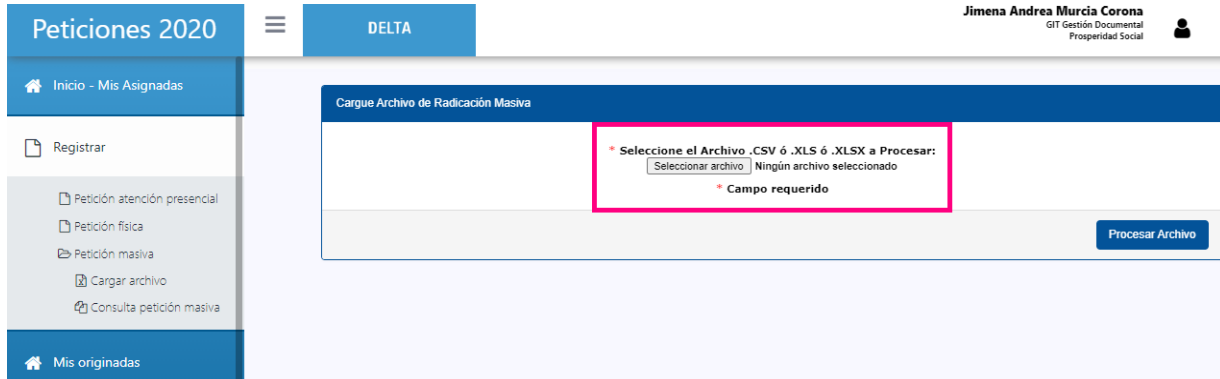 Peticiones 2020
DELTA
Jimena Andrea Murcia Corona
GIT Gestión Documental
Prosperidad Social
Inicio - Mis Asignadas
Registrar
Petición atención presencial
Petición física
Petición masiva
Cargar archivo
Consulta petición masiva
Mis originadas
Cargue Archivo de Radicación Masiva
* Seleccione el Archivo .CSV ó .XLS ó .XLSX a Procesar:
Seleccionar archivo Ningún archivo seleccionado
* Campo requerido
Procesar Archivo